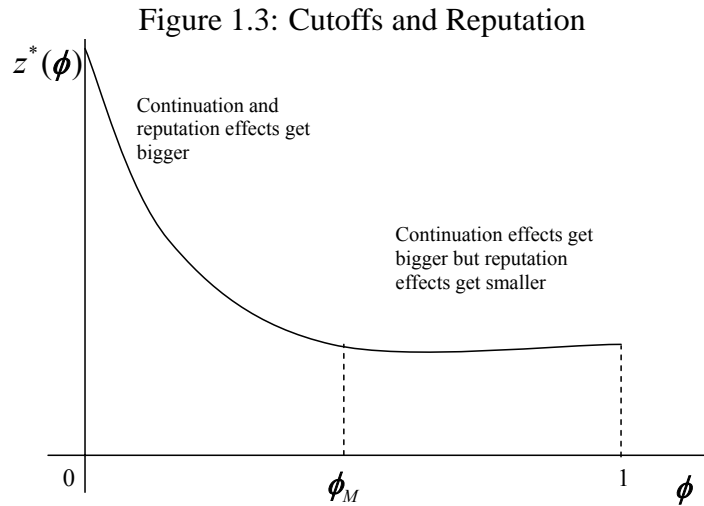 Figure 1.3: Cutoffs and Reputation
z*(ϕ)
Continuation and
reputation effects get
bigger
Continuation effects get
bigger but reputation
effects get smaller
0
ϕ_M
1
ϕ